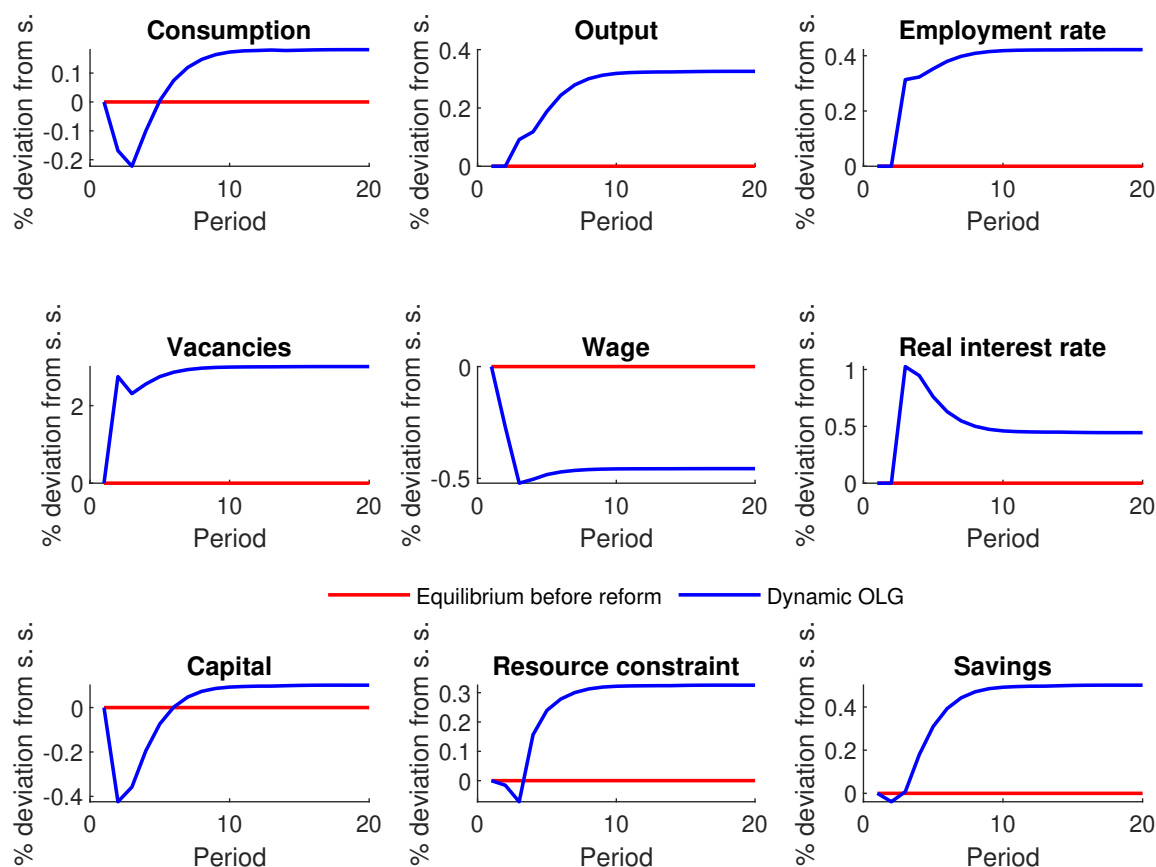 Consumption
% deviation from s. s.
0.1
0
-0.1
-0.2
0
10
20
Period
Output
% deviation from s. s.
0.4
0.2
0
0
10
20
Period
Employment rate
% deviation from s. s.
0.4
0.2
0
0
10
20
Period
Vacancies
% deviation from s. s.
2
0
0
10
20
Period
Wage
% deviation from s. s.
0
-0.5
0
10
20
Period
Real interest rate
% deviation from s. s.
1
0.5
0
0
10
20
Period
Equilibrium before reform
Dynamic OLG
Capital
% deviation from s. s.
0
-0.2
-0.4
0
10
20
Period
Resource constraint
% deviation from s. s.
0.3
0.2
0.1
0
0
10
20
Period
Savings
% deviation from s. s.
0.4
0.2
0
0
10
20
Period